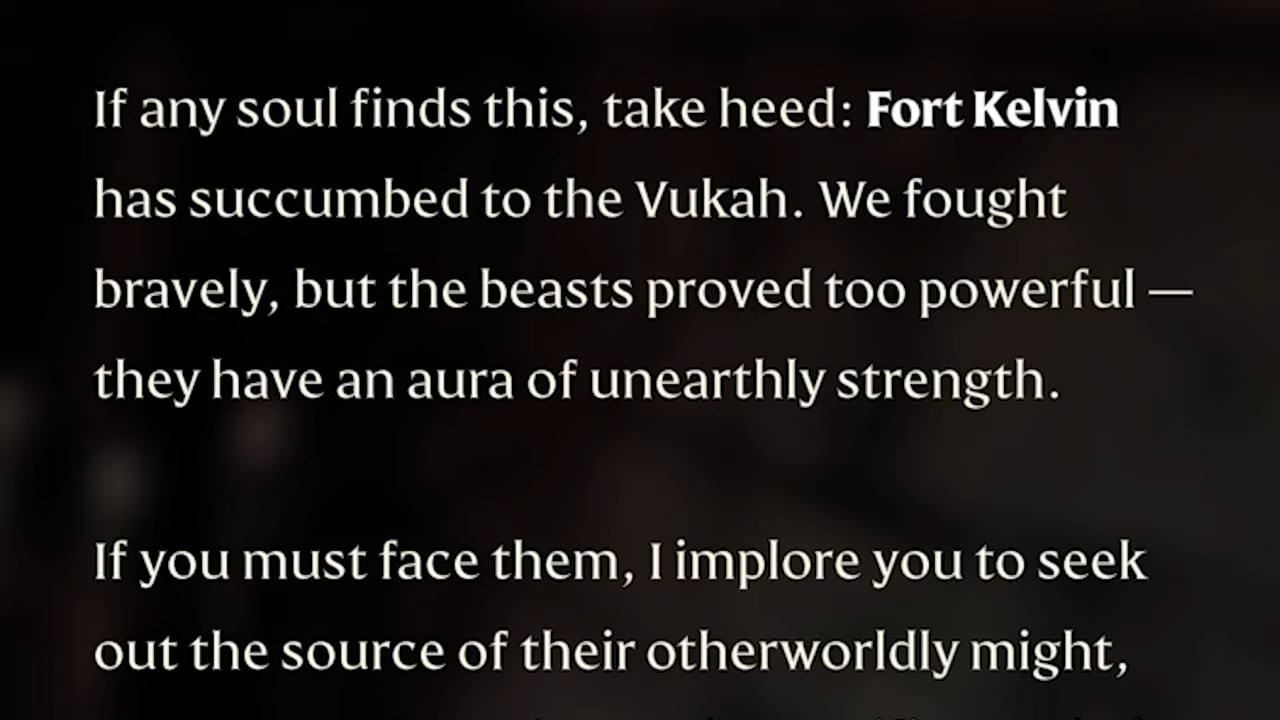 If any soul finds this, take heed: Fort Kelvin
has succumbed to the Vukah. We fought
bravely, but the beasts proved too powerful —
they have an aura of unearthly strength.
If you must face them, I implore you to seek
out the source of their otherworldly might,